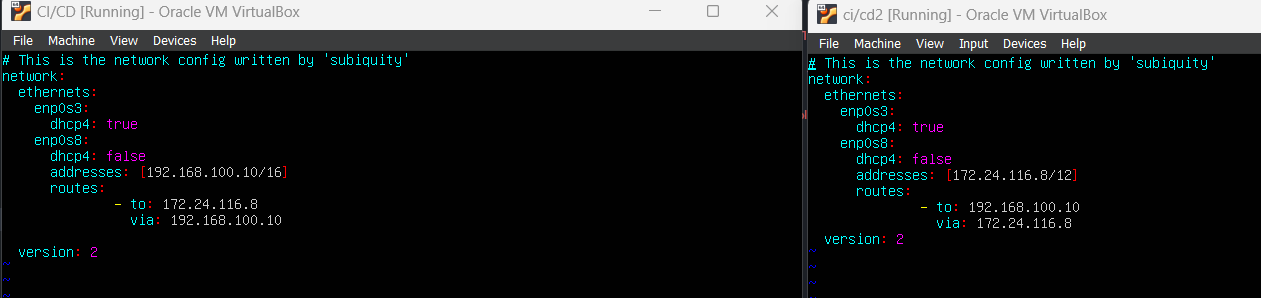 CI/CD [Running] - Oracle VM VirtualBox
File Machine View Devices Help
# This is the network config written by 'subiquity'
network:
  ethernets:
    enp0s3:
      dhcp4: true
    enp0s8:
      dhcp4: false
      addresses: [192.168.100.10/16]
      routes:
              - to: 172.24.116.8
                via: 192.168.100.10
  version: 2
~
~
~
ci/cd2 [Running] - Oracle VM VirtualBox
File Machine View Input Devices Help
# This is the network config written by 'subiquity'
network:
  ethernets:
    enp0s3:
      dhcp4: true
    enp0s8:
      dhcp4: false
      addresses: [172.24.116.8/12]
      routes:
              - to: 192.168.100.10
                via: 172.24.116.8
  version: 2
~
~
~